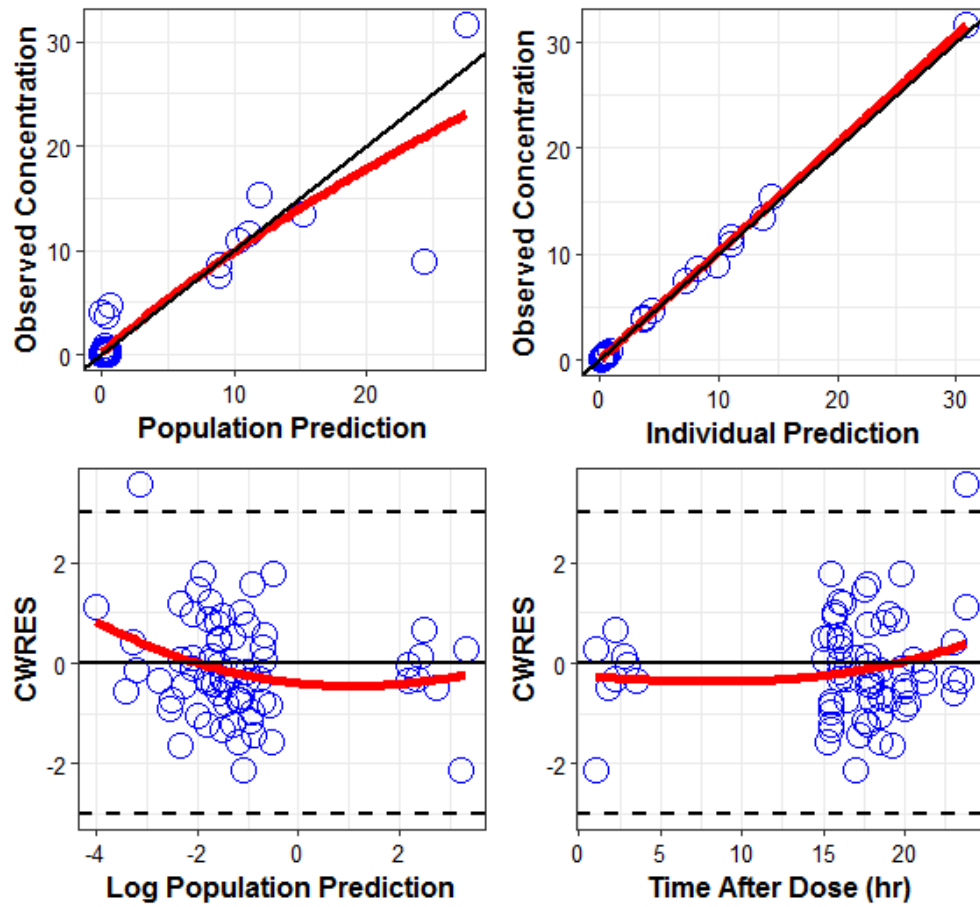 Observed Concentration
30
20
10
0
0 10 20
Population Prediction
Observed Concentration
30
20
10
0
0 10 20 30
Individual Prediction
CWRES
2
0
-2
-4 -2 0 2
Log Population Prediction
CWRES
2
0
-2
0 5 10 15 20
Time After Dose (hr)